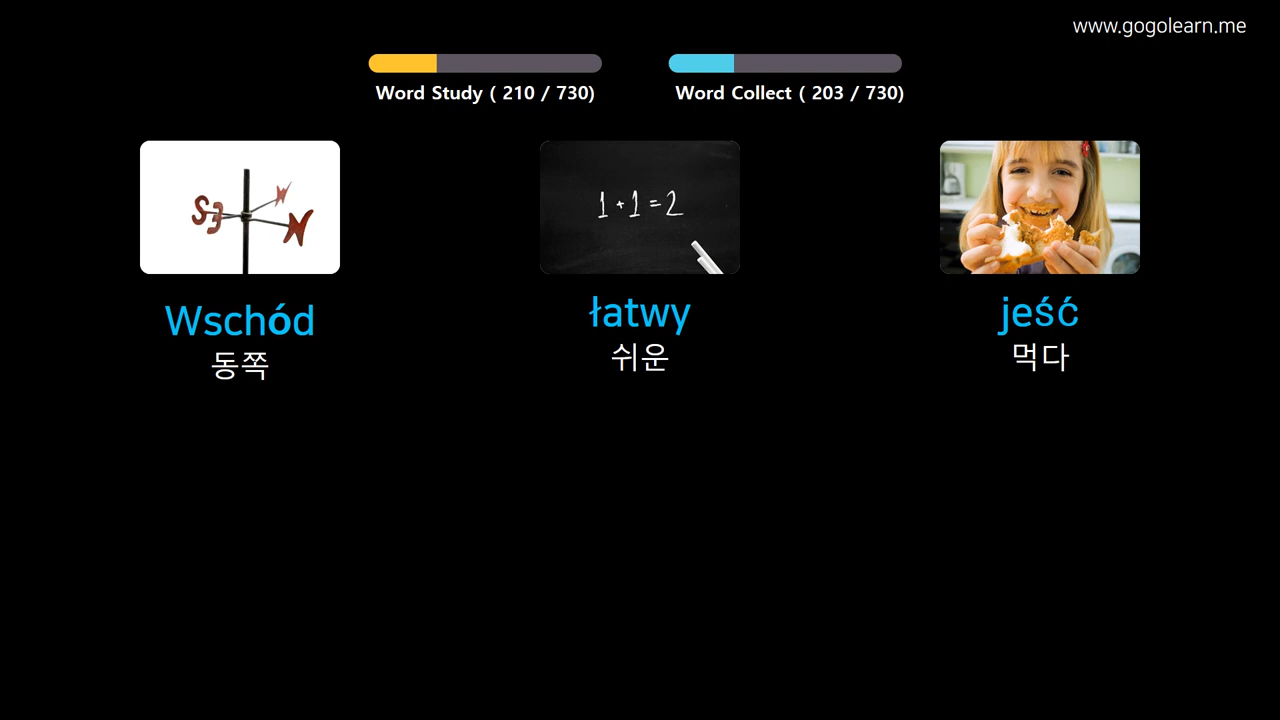 www.gogolearn.me
Word Study ( 210 / 730)
Word Collect ( 203 / 730)
S E N W
1 + 1 = 2
Wschód
łatwy
jeść
동쪽
쉬운
먹다